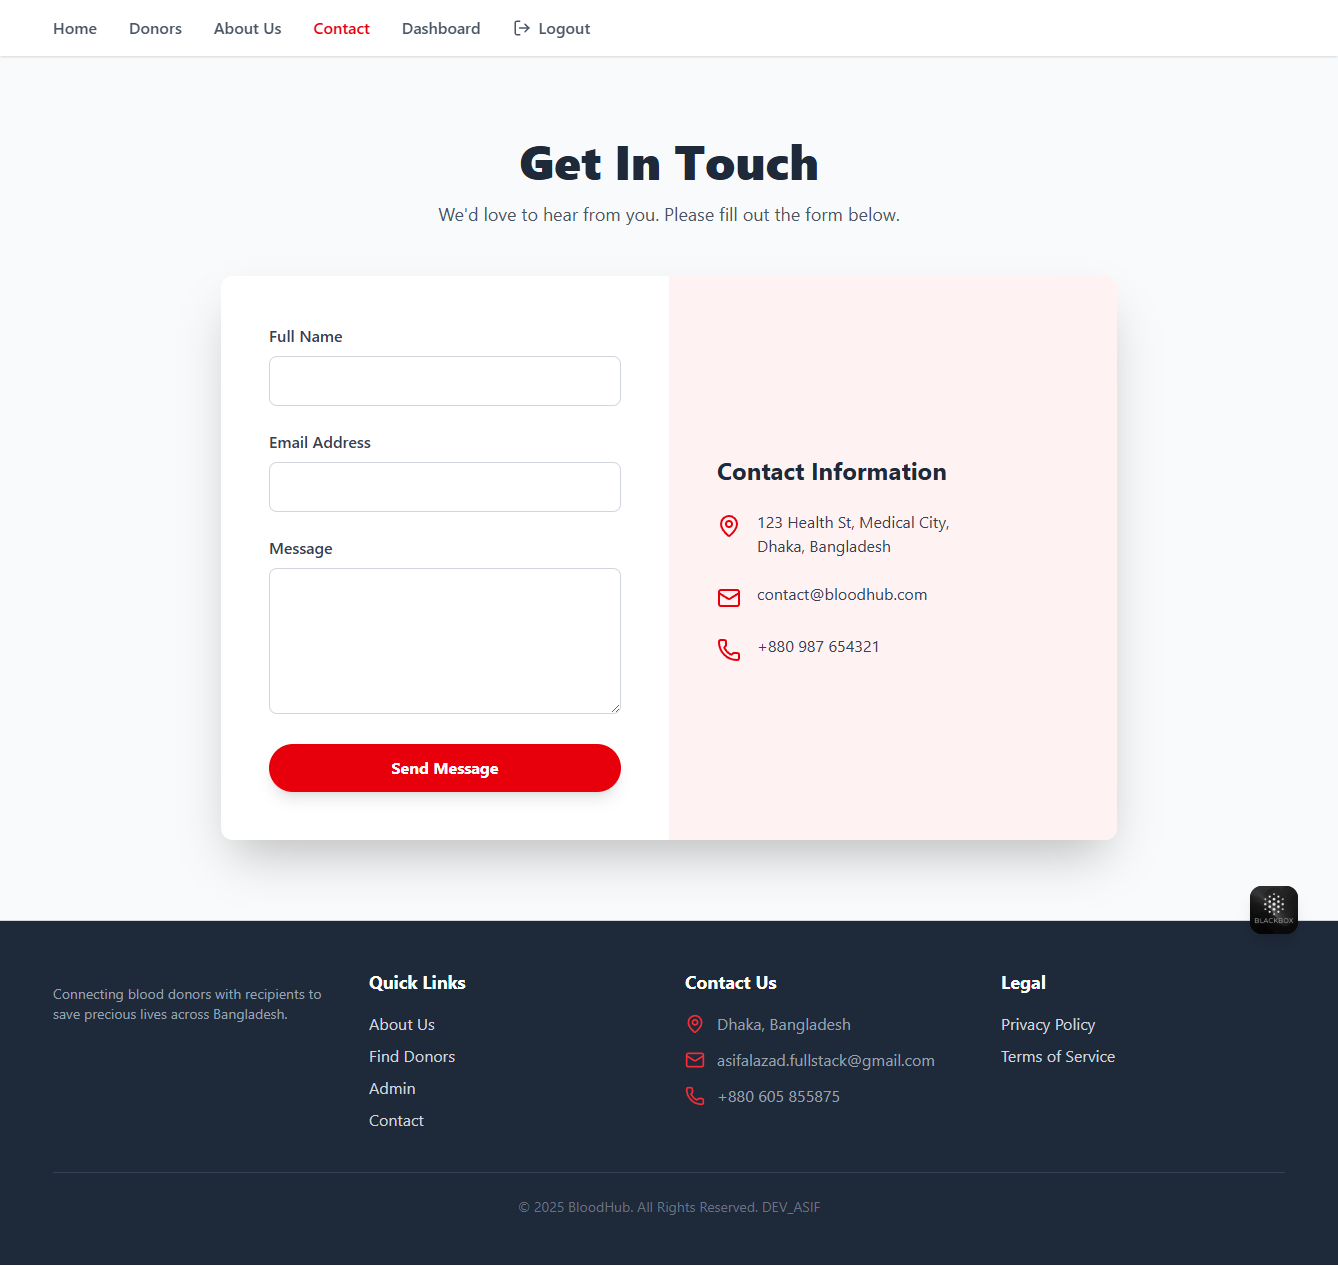 Home Donors About Us Contact Dashboard Logout
Get In Touch
We'd love to hear from you. Please fill out the form below.
Full Name
Email Address
Message
Send Message
Contact Information
123 Health St, Medical City,
Dhaka, Bangladesh
contact@bloodhub.com
+880 987 654321
BLACKBOX
Connecting blood donors with recipients to
save precious lives across Bangladesh.
Quick Links
About Us
Find Donors
Admin
Contact
Contact Us
Dhaka, Bangladesh
asifalazad.fullstack@gmail.com
+880 605 855875
Legal
Privacy Policy
Terms of Service
© 2025 BloodHub. All Rights Reserved. DEV_ASIF